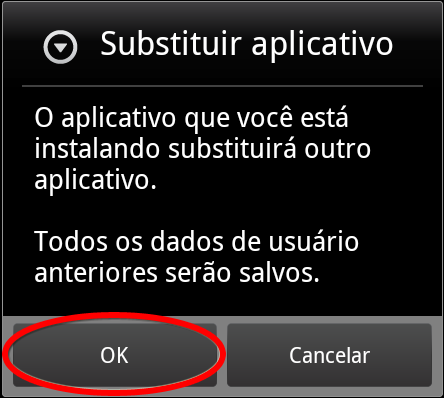 Substituir aplicativo
O aplicativo que você está
instalando substituirá outro
aplicativo.
Todos os dados de usuário
anteriores serão salvos.
OK
Cancelar